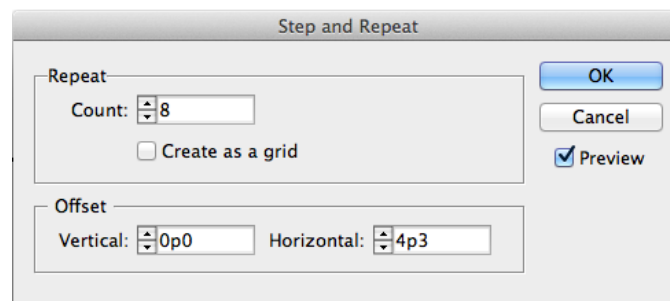 Step and Repeat
Repeat
Count: 8
Create as a grid
OK
Cancel
Preview
Offset
Vertical: 0p0 Horizontal: 4p3